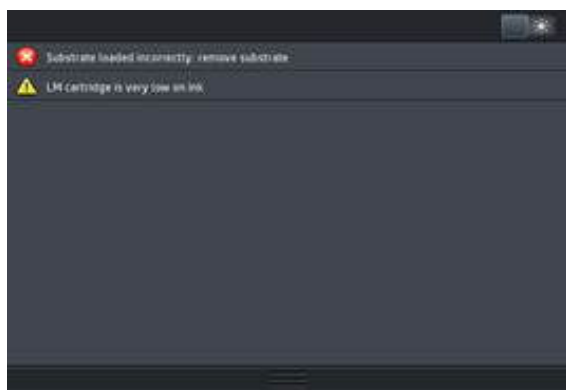 Substrate loaded incorrectly: remove substrate
LM cartridge is very low on ink